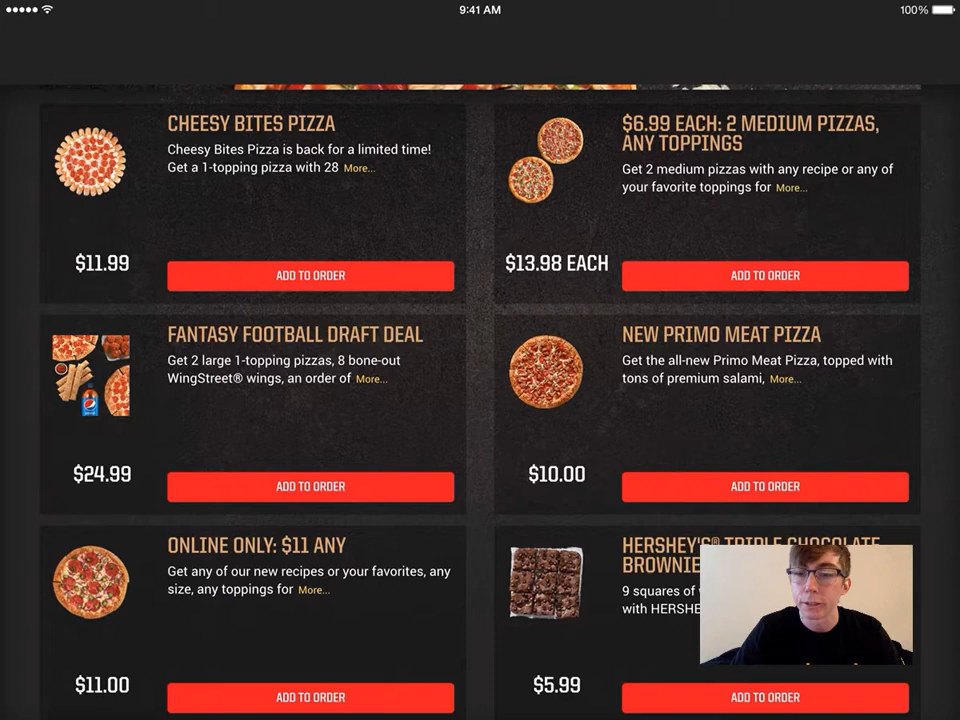 9:41 AM
100%
CHEESY BITES PIZZA
Cheesy Bites Pizza is back for a limited time!
Get a 1-topping pizza with 28 More...
$11.99
ADD TO ORDER
$6.99 EACH: 2 MEDIUM PIZZAS,
ANY TOPPINGS
Get 2 medium pizzas with any recipe or any of
your favorite toppings for More...
$13.98 EACH
ADD TO ORDER
FANTASY FOOTBALL DRAFT DEAL
Get 2 large 1-topping pizzas, 8 bone-out
WingStreet® wings, an order of More...
$24.99
ADD TO ORDER
NEW PRIMO MEAT PIZZA
Get the all-new Primo Meat Pizza, topped with
tons of premium salami, More...
$10.00
ADD TO ORDER
ONLINE ONLY: $11 ANY
Get any of our new recipes or your favorites, any
size, any toppings for More...
$11.00
ADD TO ORDER
HERSHEY'S® TRIPLE CHOCOLATE
BROWNIE
9 squares of
with HERSHE
$5.99
ADD TO ORDER